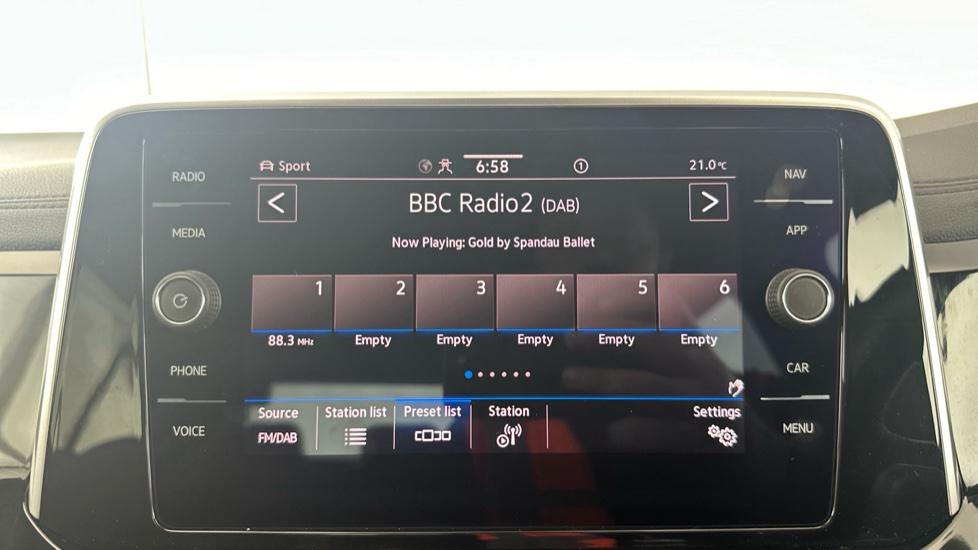 RADIO
MEDIA
PHONE
VOICE
Sport
6:58
1
21.0°C
BBC Radio2 (DAB)
Now Playing: Gold by Spandau Ballet
1 2 3 4 5 6
88.3 MHz Empty Empty Empty Empty Empty
Source Station list Preset list Station Settings
FM/DAB
NAV
APP
CAR
MENU